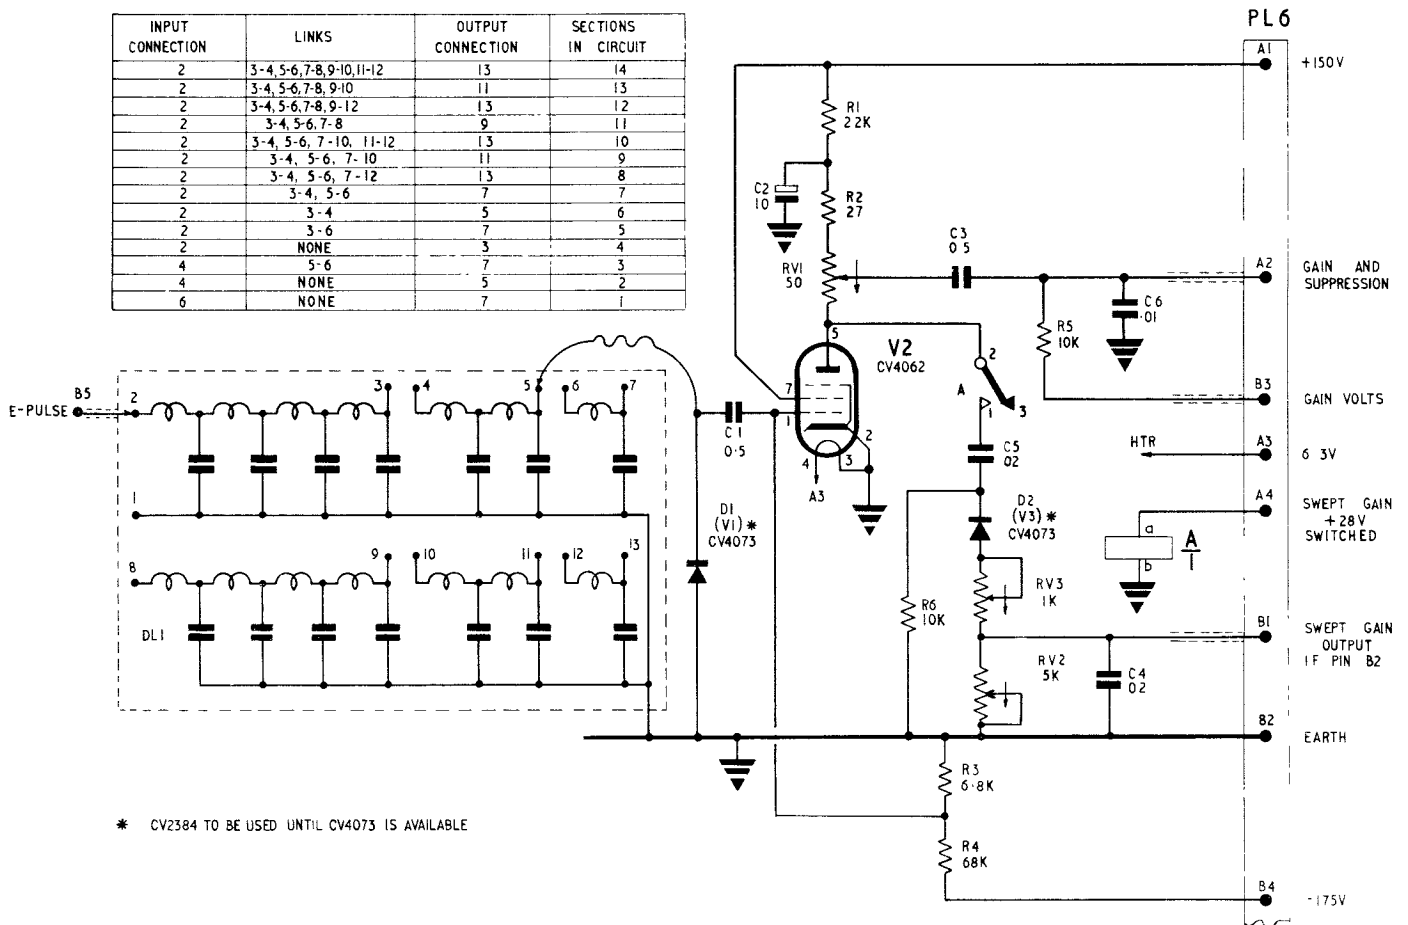 PL6
INPUT CONNECTION LINKS OUTPUT CONNECTION SECTIONS IN CIRCUIT
2 3-4,5-6,7-8,9-10,11-12 13 14
2 3-4,5-6,7-8,9-10 11 13
2 3-4,5-6,7-8,9-12 13 12
2 3-4,5-6,7-8 9 11
2 3-4, 5-6, 7-10, 11-12 13 10
2 3-4, 5-6, 7-10 11 9
2 3-4, 5-6, 7-12 13 8
2 3-4, 5-6 7 7
2 3-4 5 6
2 3-6 7 5
2 NONE 3 4
4 5-6 7 3
4 NONE 5 2
6 NONE 7 1
A1
+150V
R1
22K
C2
10
R2
27
RV1
50
C3
0 5
A2
GAIN AND
SUPPRESSION
C6
.01
R5
10K
5
V2
CV4062
7
1
2
3
4
A3
2
A
1
3
B3
GAIN VOLTS
HTR
A3
6 3V
E-PULSE
B5
2
3
4
5
6
7
1
8
9
10
11
12
13
DL1
C1
0.5
D1
(V1)*
CV4073
C5
02
D2
(V3)*
CV4073
A4
SWEPT GAIN
+28V
SWITCHED
a
b
A
1
RV3
1K
R6
10K
B1
SWEPT GAIN
OUTPUT
IF PIN B2
RV2
5K
C4
02
B2
EARTH
R3
6.8K
R4
68K
B4
-175V
* CV2384 TO BE USED UNTIL CV4073 IS AVAILABLE